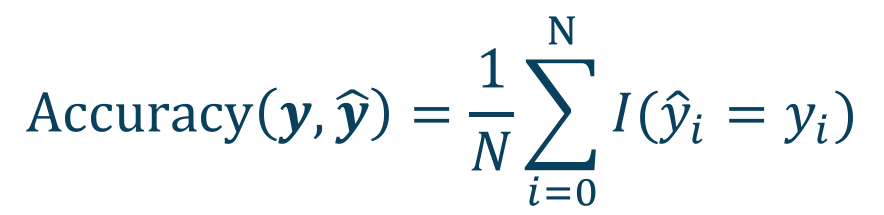 Accuracy(𝒚, 𝒚̂) = 1/N ∑_{i=0}^{N} I(ŷ_i = y_i)